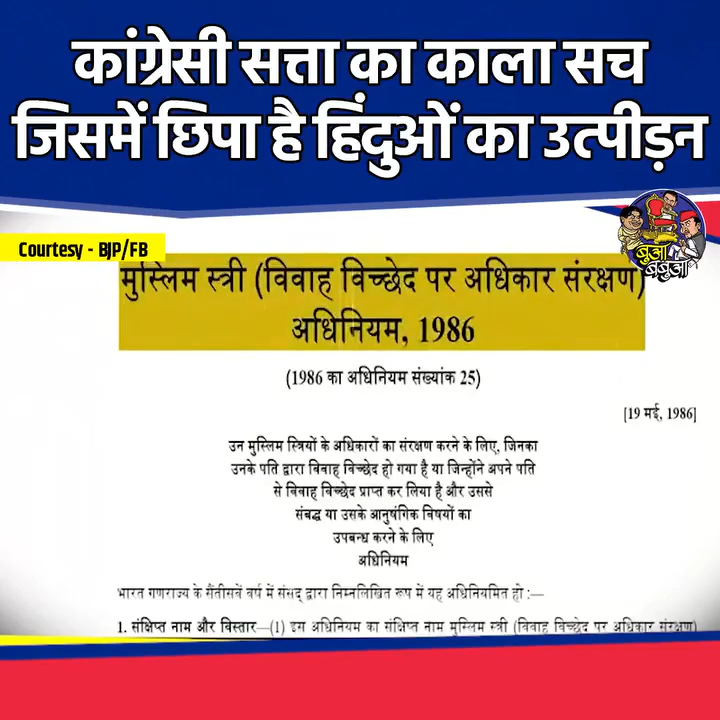 कांग्रेसी सत्ता का काला सच
जिसमें छिपा है हिंदुओं का उत्पीड़न
बुआ
बबुआ
Courtesy - BJP/FB
मुस्लिम स्त्री (विवाह विच्छेद पर अधिकार संरक्षण)
अधिनियम, 1986
(1986 का अधिनियम संख्यांक 25)
[19 मई, 1986]
उन मुस्लिम स्त्रियों के अधिकारों का संरक्षण करने के लिए, जिनका
उनके पति द्वारा विवाह विच्छेद हो गया है या जिन्होंने अपने पति
से विवाह विच्छेद प्राप्त कर लिया है और उससे
संबद्ध या उसके आनुषंगिक विषयों का
उपबन्ध करने के लिए
अधिनियम
भारत गणराज्य के सैंतीसवें वर्ष में संसद् द्वारा निम्नलिखित रूप में यह अधिनियमित हो :—
1. संक्षिप्त नाम और विस्तार—(1) इस अधिनियम का संक्षिप्त नाम मुस्लिम स्त्री (विवाह विच्छेद पर अधिकार संरक्षण)